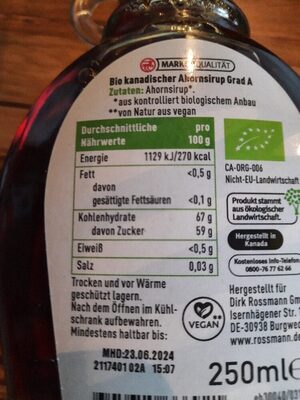 MARKENQUALITÄT
Bio kanadischer Ahornsirup Grad A
Zutaten: Ahornsirup*.
*aus kontrolliert biologischem Anbau
**von Natur aus vegan
Durchschnittliche Nährwerte pro 100 g
Energie 1129 kJ/270 kcal
Fett <0,5 g
davon
gesättigte Fettsäuren <0,1 g
Kohlenhydrate 67 g
davon Zucker 59 g
Eiweiß <0,5 g
Salz 0,03 g
Trocken und vor Wärme
geschützt lagern.
Nach dem Öffnen im Kühl-
schrank aufbewahren.
Mindestens haltbar bis:
MHD:23.06.2024
2117401 02A 15:07
CA-ORG-006
Nicht-EU-Landwirtschaft
Produkt stammt
aus ökologischer
Landwirtschaft.
Hergestellt in
Kanada
Kostenloses Info-Telefon:
0800-76 77 62 66
VEGAN**
Hergestellt für
Dirk Rossmann G
Isernhägener Str.
DE-30938 Burgwed
www.rossmann.
250ml e